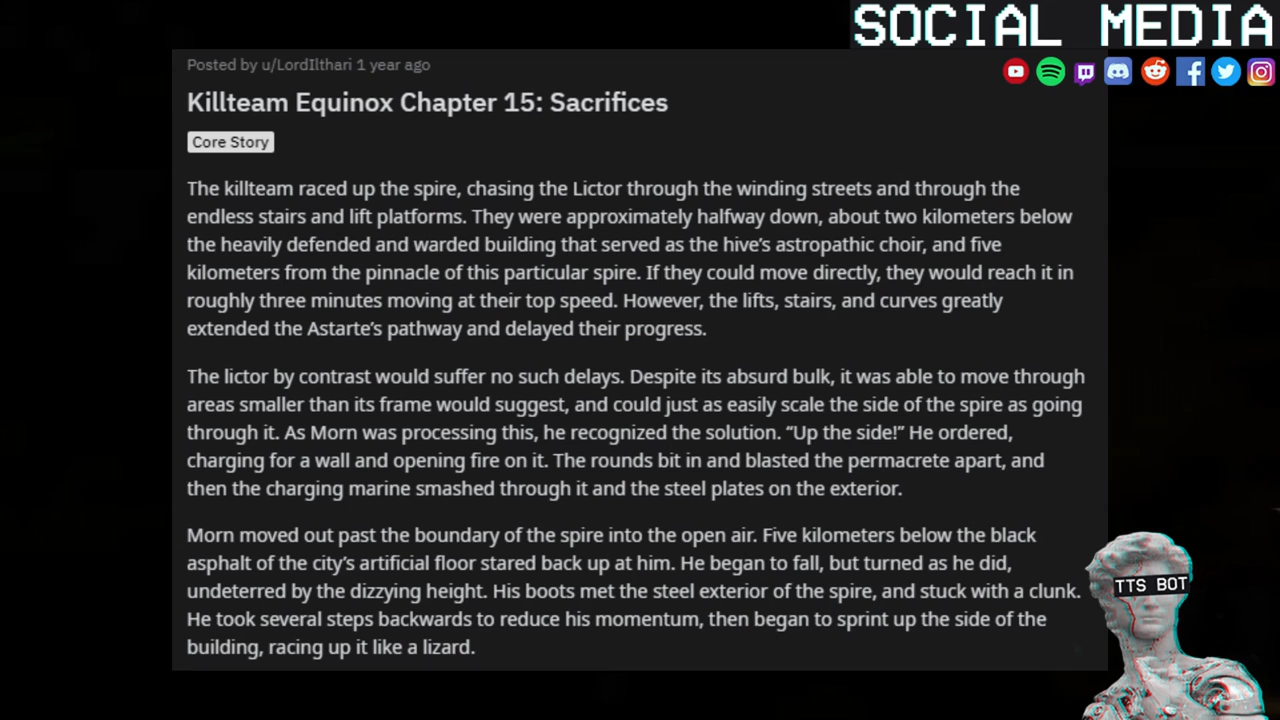 SOCIAL MEDIA
Posted by u/LordIlthari 1 year ago
Killteam Equinox Chapter 15: Sacrifices
Core Story
The killteam raced up the spire, chasing the Lictor through the winding streets and through the
endless stairs and lift platforms. They were approximately halfway down, about two kilometers below
the heavily defended and warded building that served as the hive’s astropathic choir, and five
kilometers from the pinnacle of this particular spire. If they could move directly, they would reach it in
roughly three minutes moving at their top speed. However, the lifts, stairs, and curves greatly
extended the Astarte’s pathway and delayed their progress.
The lictor by contrast would suffer no such delays. Despite its absurd bulk, it was able to move through
areas smaller than its frame would suggest, and could just as easily scale the side of the spire as going
through it. As Morn was processing this, he recognized the solution. “Up the side!” He ordered,
charging for a wall and opening fire on it. The rounds bit in and blasted the permacrete apart, and
then the charging marine smashed through it and the steel plates on the exterior.
Morn moved out past the boundary of the spire into the open air. Five kilometers below the black
asphalt of the city’s artificial floor stared back up at him. He began to fall, but turned as he did,
undeterred by the dizzying height. His boots met the steel exterior of the spire, and stuck with a clunk.
He took several steps backwards to reduce his momentum, then began to sprint up the side of the
building, racing up it like a lizard.
TTS BOT